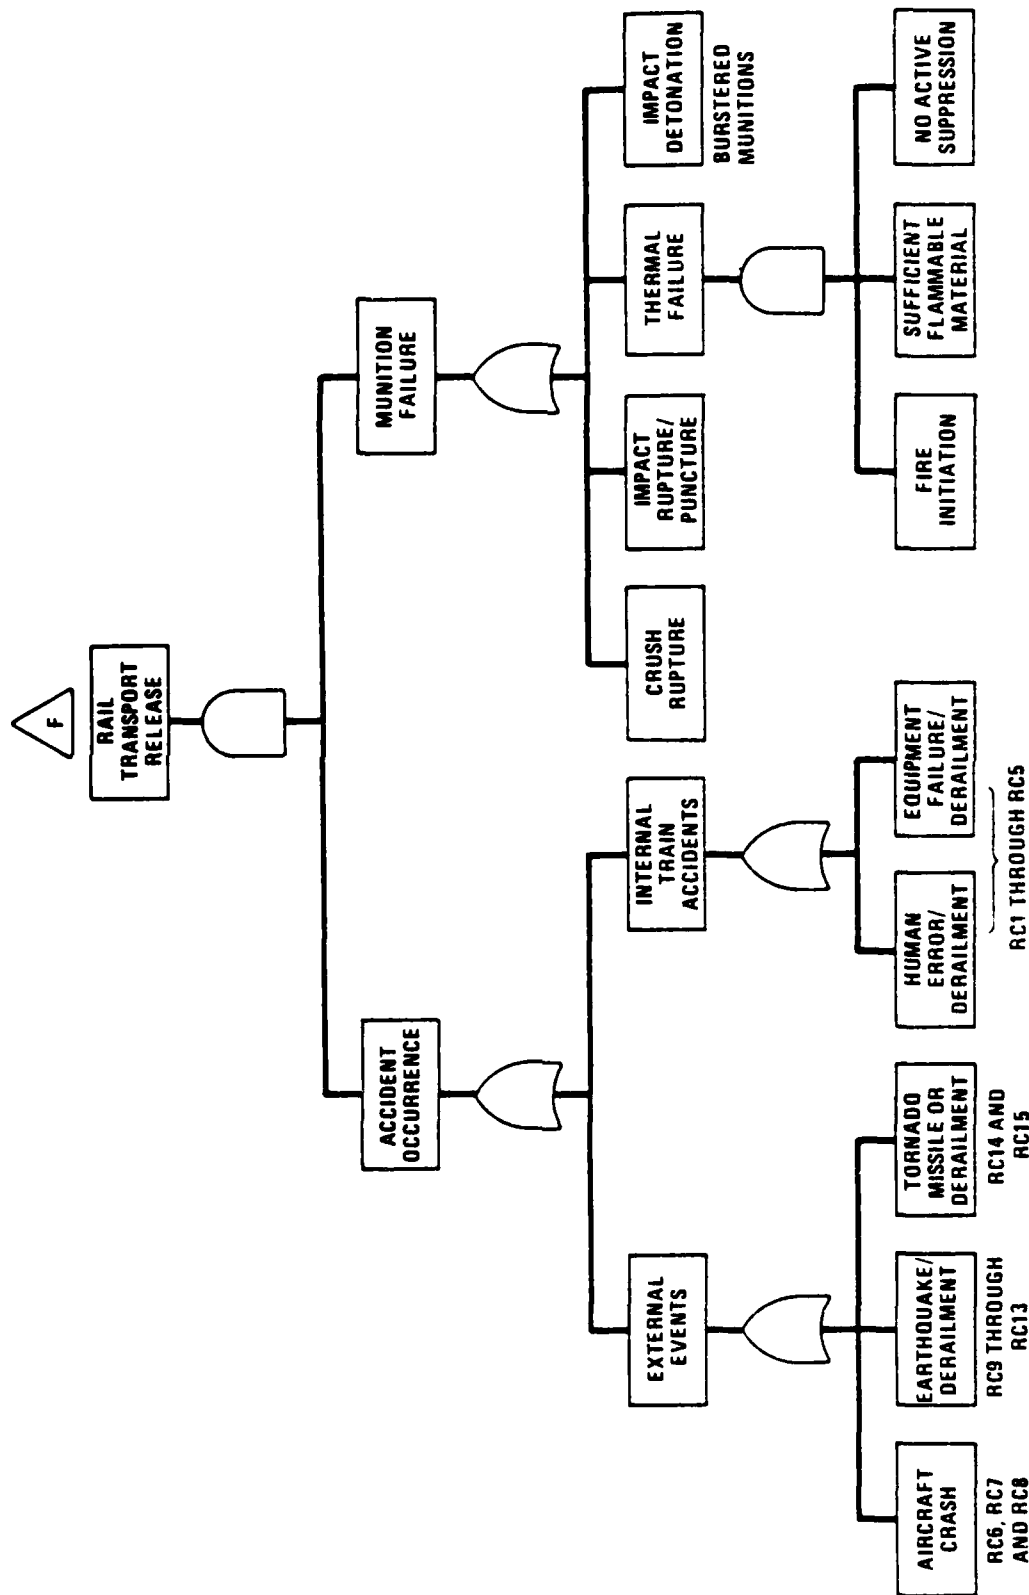 F
RAIL
TRANSPORT
RELEASE
ACCIDENT
OCCURRENCE
MUNITION
FAILURE
EXTERNAL
EVENTS
INTERNAL
TRAIN
ACCIDENTS
CRUSH
RUPTURE
IMPACT
RUPTURE/
PUNCTURE
THERMAL
FAILURE
IMPACT
DETONATION
BURSTERED
MUNITIONS
AIRCRAFT
CRASH
RC6, RC7
AND RC8
EARTHQUAKE/
DERAILMENT
RC9 THROUGH
RC13
TORNADO
MISSILE OR
DERAILMENT
RC14 AND
RC15
HUMAN
ERROR/
DERAILMENT
EQUIPMENT
FAILURE/
DERAILMENT
RC1 THROUGH RC5
FIRE
INITIATION
SUFFICIENT
FLAMMABLE
MATERIAL
NO ACTIVE
SUPPRESSION